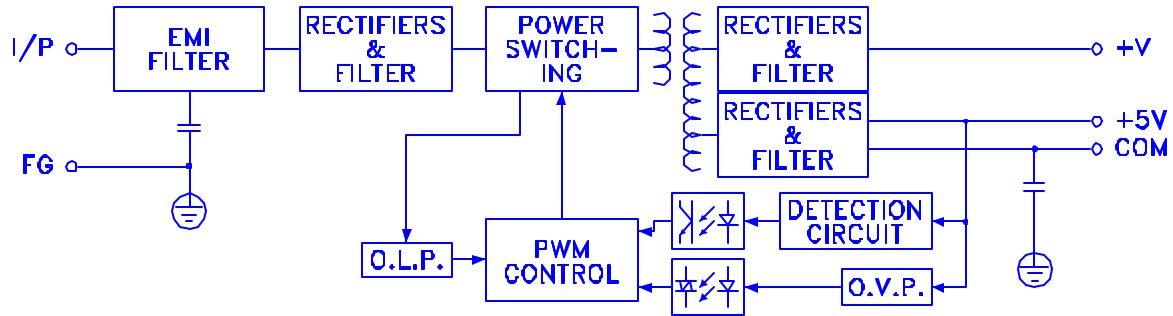 I/P
EMI
FILTER
RECTIFIERS
&
FILTER
POWER
SWITCH-
ING
RECTIFIERS
&
FILTER
+V
RECTIFIERS
&
FILTER
+5V
COM
FG
DETECTION
CIRCUIT
O.L.P.
PWM
CONTROL
O.V.P.